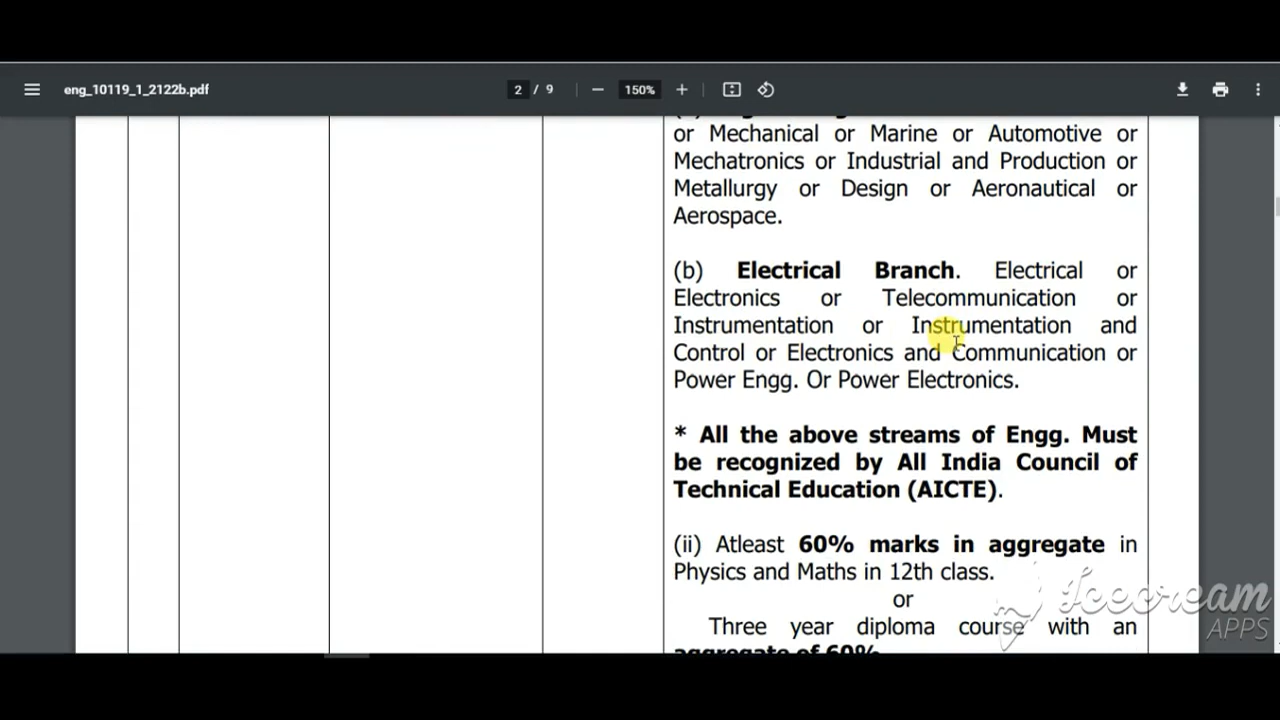 eng_10119_1_2122b.pdf
2 / 9
150%
or Mechanical or Marine or Automotive or
Mechatronics or Industrial and Production or
Metallurgy or Design or Aeronautical or
Aerospace.
(b) Electrical Branch. Electrical or
Electronics or Telecommunication or
Instrumentation or Instrumentation and
Control or Electronics and Communication or
Power Engg. Or Power Electronics.
* All the above streams of Engg. Must
be recognized by All India Council of
Technical Education (AICTE).
(ii) Atleast 60% marks in aggregate in
Physics and Maths in 12th class.
or
Three year diploma course with an
aggregate of 60%
Icecream
APPS